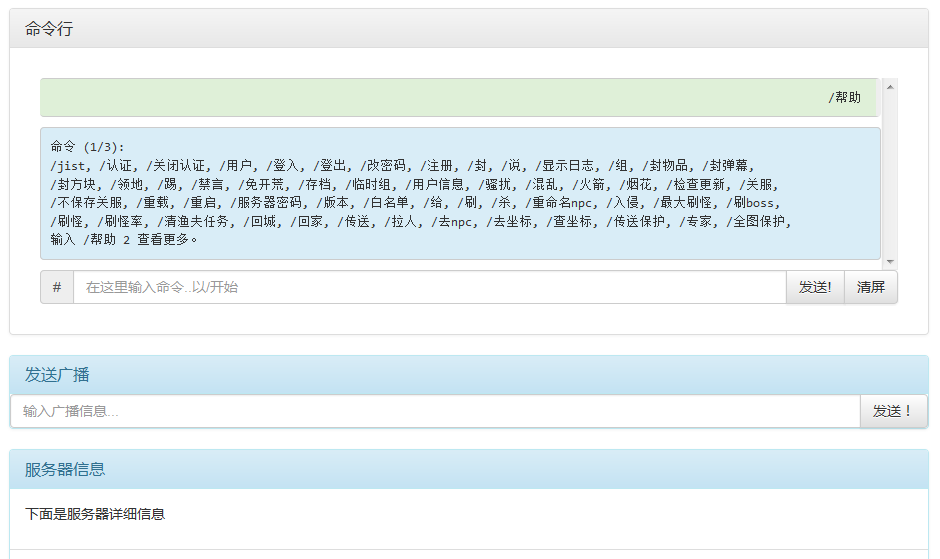 命令行
/帮助
命令 (1/3):
/jist, /认证, /关闭认证, /用户, /登入, /登出, /改密码, /注册, /封, /说, /显示日志, /组, /封物品, /封弹幕,
/封方块, /领地, /踢, /禁言, /免开荒, /存档, /临时组, /用户信息, /骚扰, /混乱, /火箭, /烟花, /检查更新, /关服,
/不保存关服, /重载, /重启, /服务器密码, /版本, /白名单, /给, /刷, /杀, /重命名npc, /入侵, /最大刷怪, /刷boss,
/刷怪, /刷怪率, /清渔夫任务, /回城, /回家, /传送, /拉人, /去npc, /去坐标, /查坐标, /传送保护, /专家, /全图保护,
输入 /帮助 2 查看更多。
# 在这里输入命令..以/开始 发送! 清屏
发送广播
输入广播信息... 发送！
服务器信息
下面是服务器详细信息